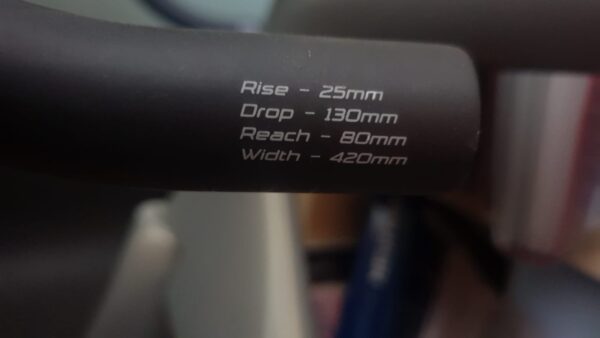 Rise - 25mm
Drop - 130mm
Reach - 80mm
Width - 420mm